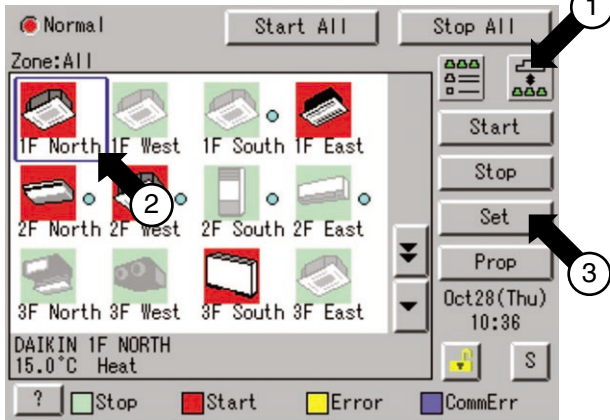 Normal
Start All
Stop All
1
Zone:All
1F North
1F West
1F South
1F East
Start
Stop
2
2F North
2F West
2F South
2F East
Set
3
Prop
3F North
3F West
3F South
3F East
Oct28(Thu)
10:36
DAIKIN 1F NORTH
15.0°C Heat
S
?
Stop
Start
Error
CommErr